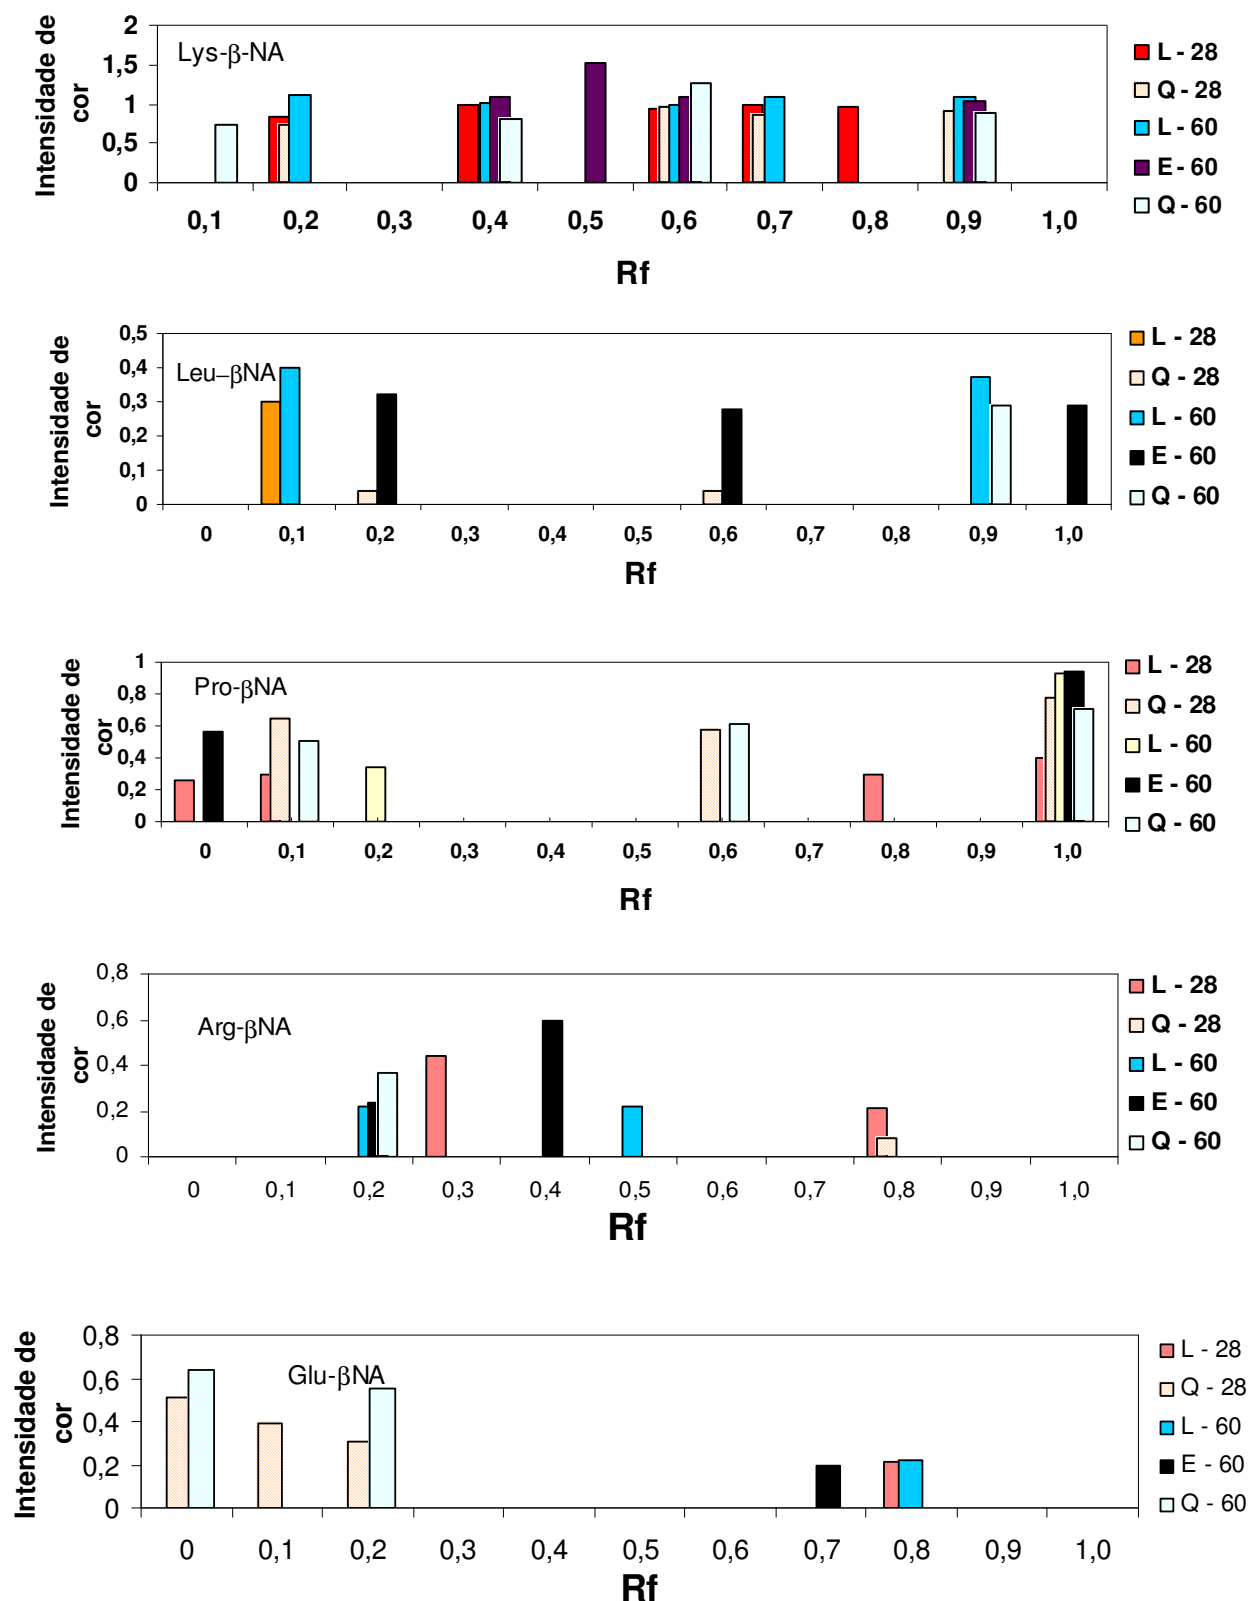 Intensidade de
cor
2
1,5
1
0,5
0
Lys-β-NA
0,1 0,2 0,3 0,4 0,5 0,6 0,7 0,8 0,9 1,0
Rf
L - 28
Q - 28
L - 60
E - 60
Q - 60
Intensidade de
cor
0,5
0,4
0,3
0,2
0,1
0
Leu–βNA
0 0,1 0,2 0,3 0,4 0,5 0,6 0,7 0,8 0,9 1,0
Rf
L - 28
Q - 28
L - 60
E - 60
Q - 60
Intensidade de
cor
1
0,8
0,6
0,4
0,2
0
Pro-βNA
0 0,1 0,2 0,3 0,4 0,5 0,6 0,7 0,8 0,9 1,0
Rf
L - 28
Q - 28
L - 60
E - 60
Q - 60
Intensidade de
cor
0,8
0,6
0,4
0,2
0
Arg-βNA
0 0,1 0,2 0,3 0,4 0,5 0,6 0,7 0,8 0,9 1,0
Rf
L - 28
Q - 28
L - 60
E - 60
Q - 60
Intensidade de
cor
0,8
0,6
0,4
0,2
0
Glu-βNA
0 0,1 0,2 0,3 0,4 0,5 0,6 0,7 0,8 0,9 1,0
Rf
L - 28
Q - 28
L - 60
E - 60
Q - 60